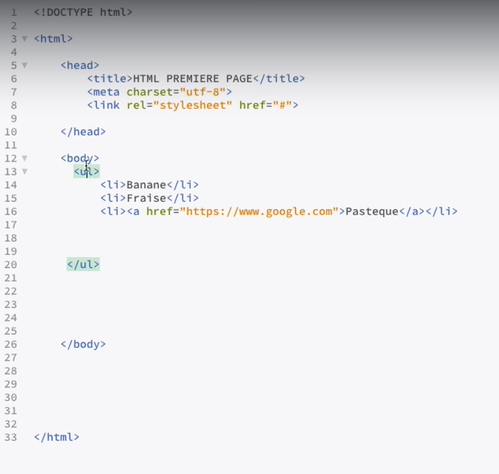 1 <!DOCTYPE html>
2
3 <html>
4
5 <head>
6 <title>HTML PREMIERE PAGE</title>
7 <meta charset="utf-8">
8 <link rel="stylesheet" href="#">
9
10 </head>
11
12 <body>
13 <ul>
14 <li>Banane</li>
15 <li>Fraise</li>
16 <li><a href="https://www.google.com">Pasteque</a></li>
17
18
19
20 </ul>
21
22
23
24
25
26 </body>
27
28
29
30
31
32
33 </html>